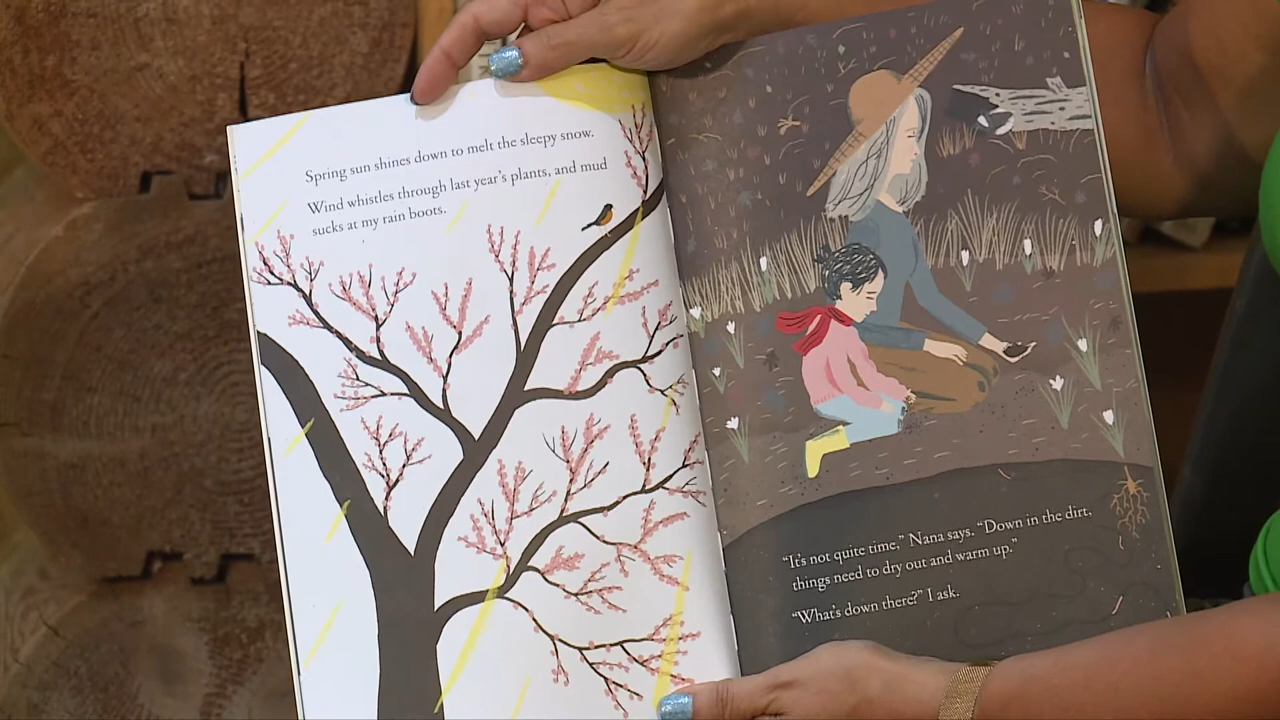 Spring sun shines down to melt the sleepy snow.
Wind whistles through last year's plants, and mud
sucks at my rain boots.
“It's not quite time,” Nana says. “Down in the dirt,
things need to dry out and warm up.”
“What's down there?” I ask.